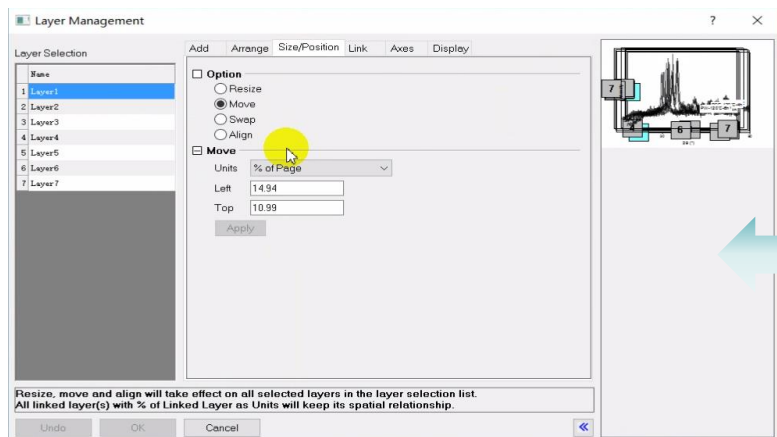 Layer Management
Layer Selection
Name
1 Layer1
2 Layer2
3 Layer3
4 Layer4
5 Layer5
6 Layer6
7 Layer7
Add Arrange Size/Position Link Axes Display
Option
Resize
Move
Swap
Align
Move
Units % of Page
Left 14.94
Top 10.99
Apply
7
6 7
Resize, move and align will take effect on all selected layers in the layer selection list.
All linked layer(s) with % of Linked Layer as Units will keep its spatial relationship.
Undo OK Cancel